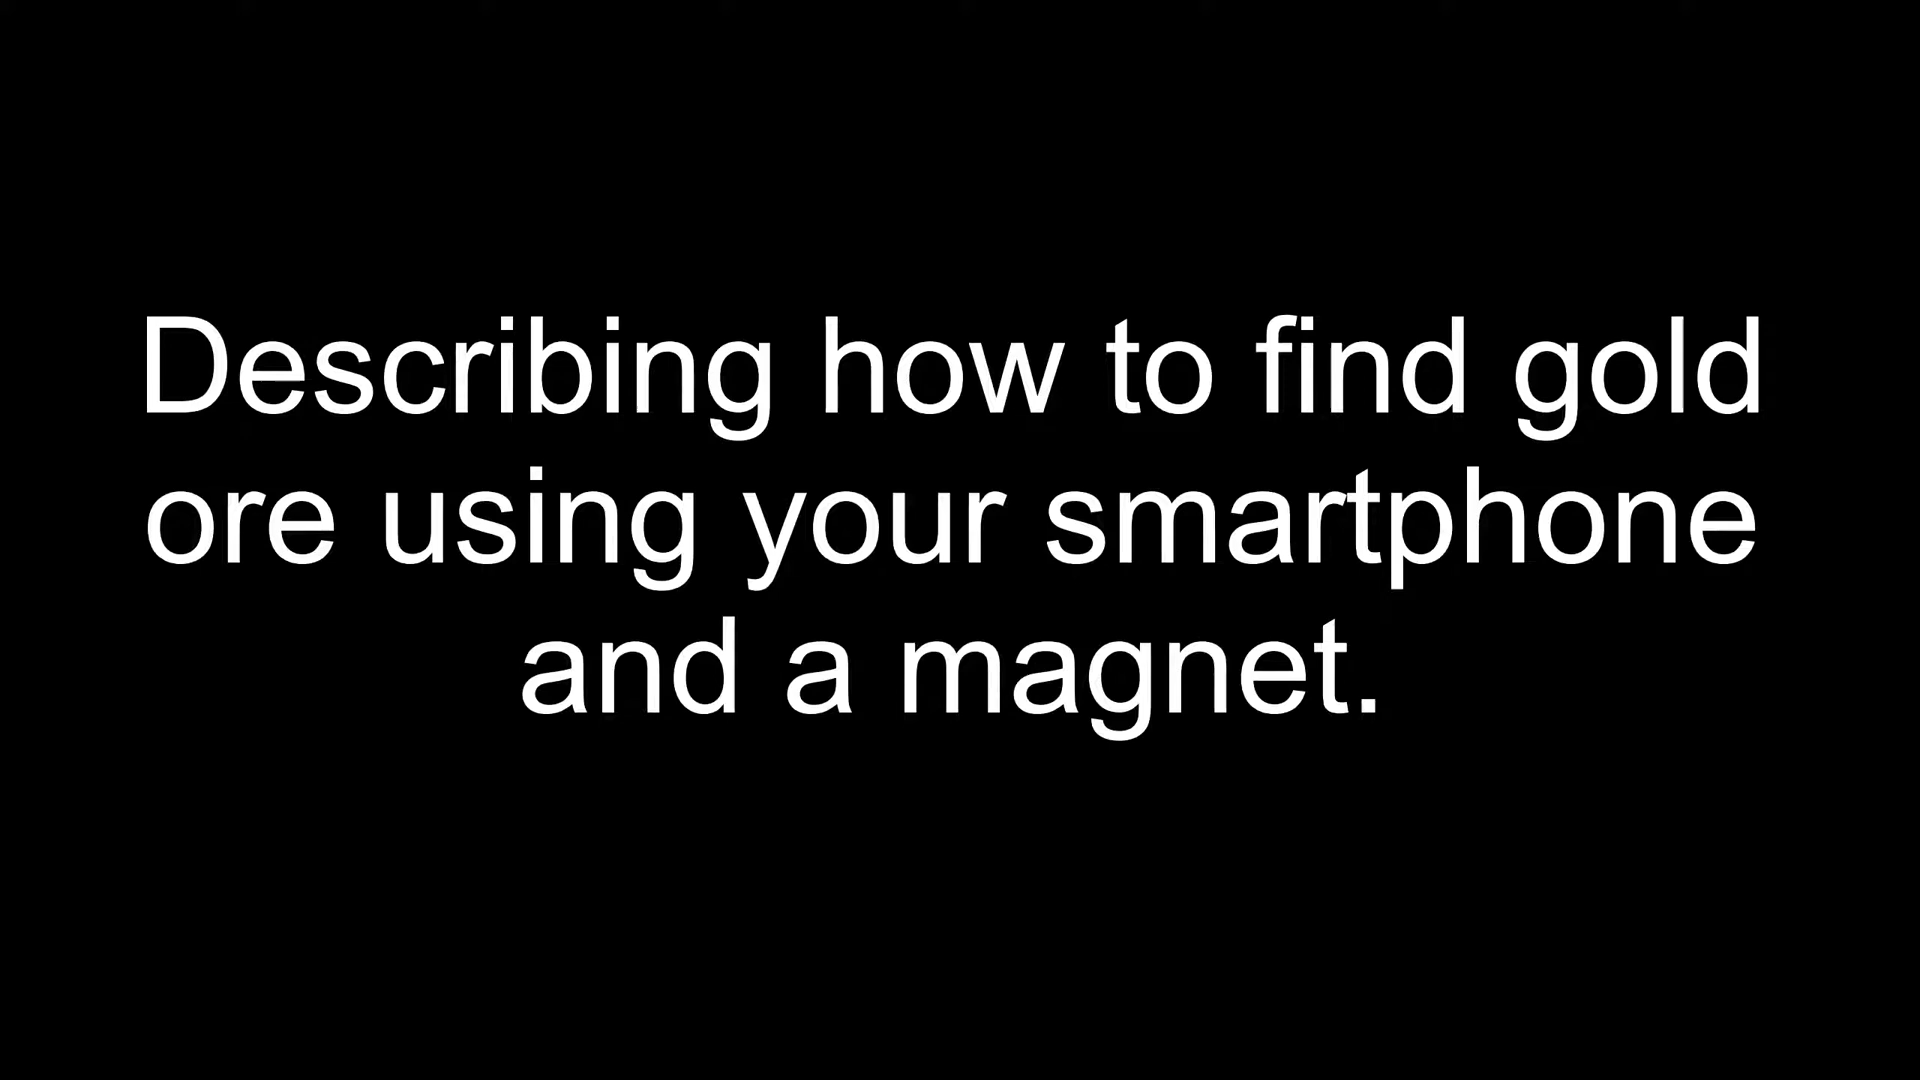 Describing how to find gold
ore using your smartphone
and a magnet.